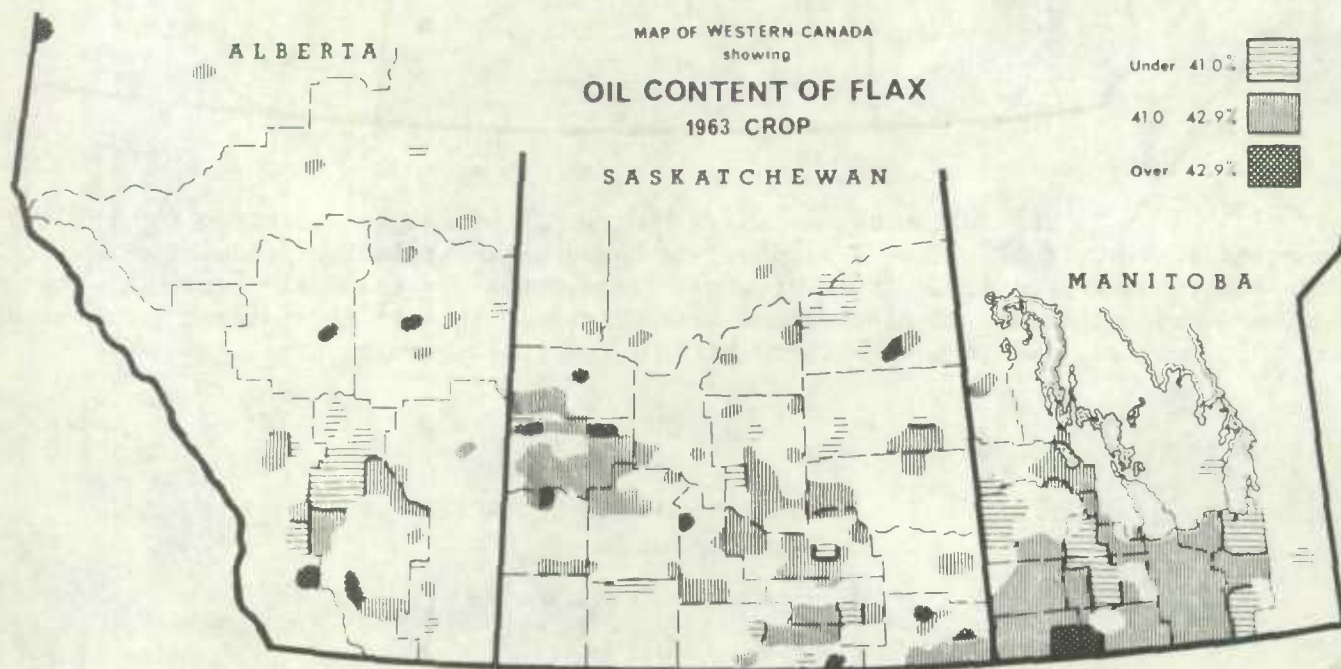 MAP OF WESTERN CANADA
showing
OIL CONTENT OF FLAX
1963 CROP
ALBERTA
SASKATCHEWAN
MANITOBA
Under 41.0%
41.0 42.9%
Over 42.9%